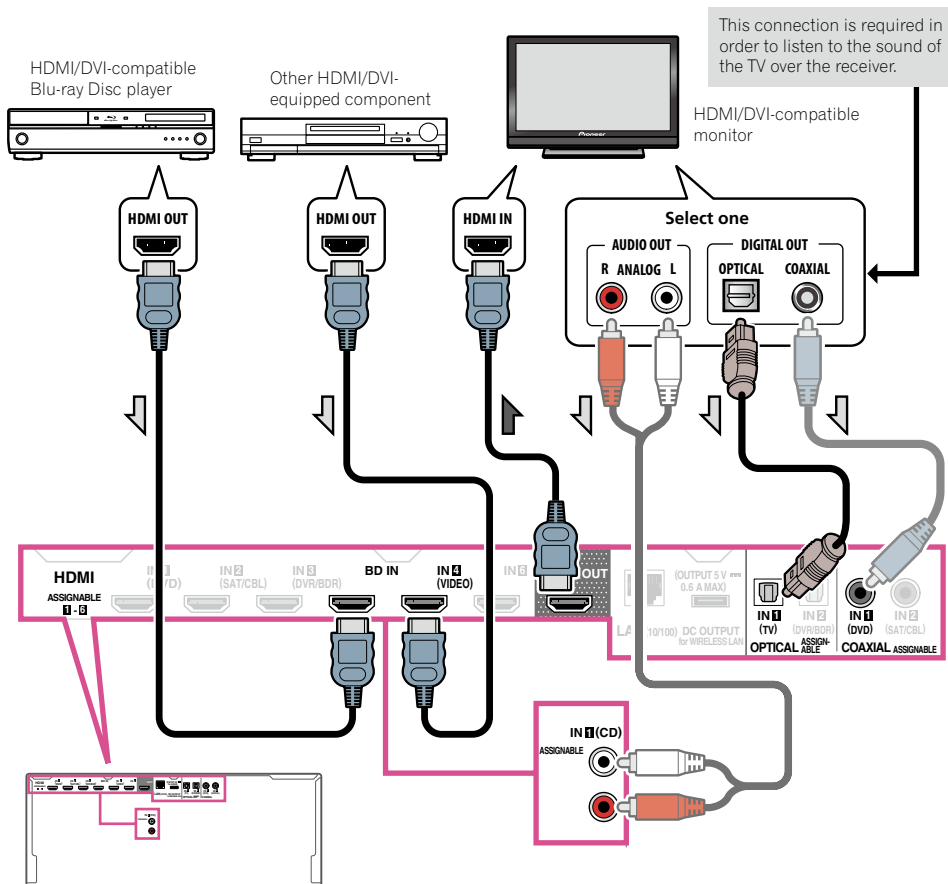 This connection is required in
order to listen to the sound of
the TV over the receiver.
HDMI/DVI-compatible
Blu-ray Disc player
Other HDMI/DVI-
equipped component
Pioneer
HDMI/DVI-compatible
monitor
HDMI OUT
HDMI OUT
HDMI IN
Select one
AUDIO OUT
R ANALOG L
DIGITAL OUT
OPTICAL
COAXIAL
HDMI
ASSIGNABLE
1 - 6
IN 2
(SAT/CBL)
IN 3
(DVR/BDR)
BD IN
IN 4
(VIDEO)
IN 6
OUT
(10/100)
(OUTPUT 5 V
0.6 A MAX)
DC OUTPUT
for WIRELESS LAN
IN 1
(TV)
IN 2
(DVR/BDR)
OPTICAL ASSIGN-
ABLE
IN 1
(DVD)
IN 2
(SAT/CBL)
COAXIAL ASSIGNABLE
IN 1 (CD)
ASSIGNABLE